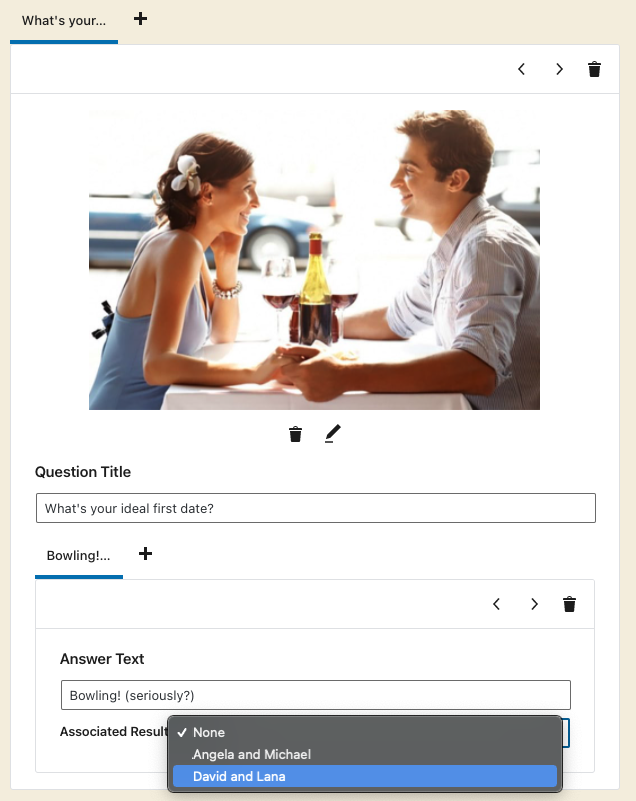 What's your...
Question Title
What's your ideal first date?
Bowling!...
Answer Text
Bowling! (seriously?)
Associated Result
None
Angela and Michael
David and Lana